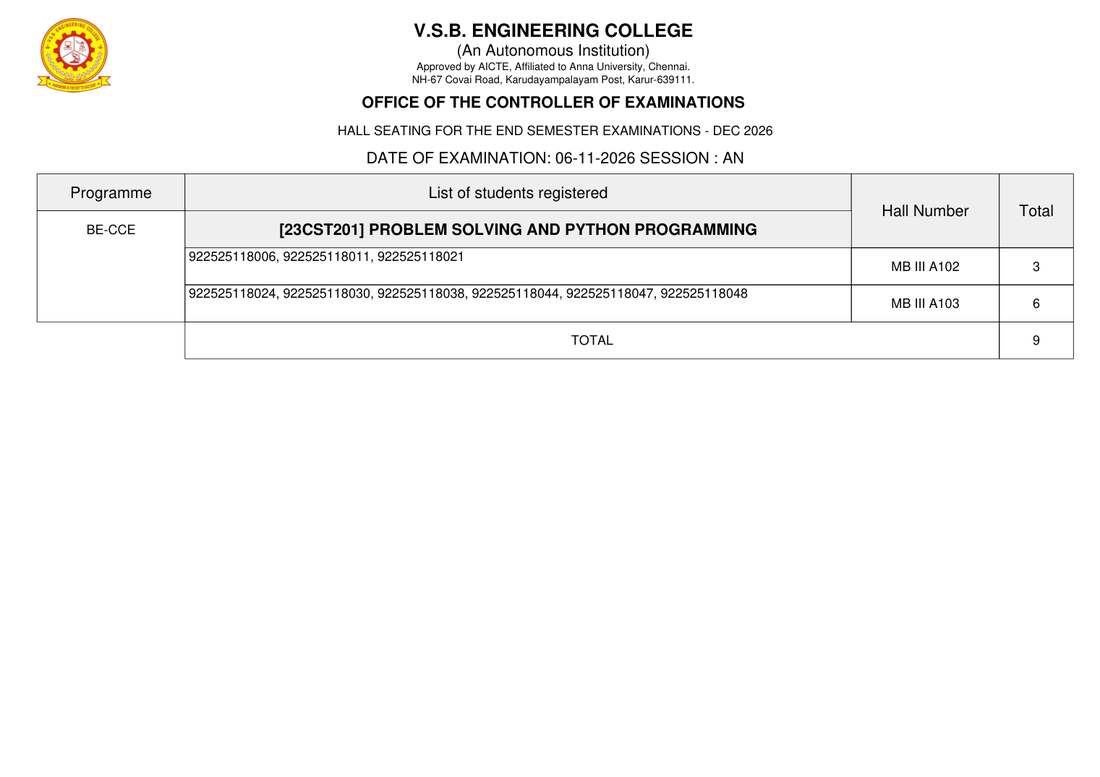 V.S.B. ENGINEERING COLLEGE
(An Autonomous Institution)
Approved by AICTE, Affiliated to Anna University, Chennai.
NH-67 Covai Road, Karudayampalayam Post, Karur-639111.
OFFICE OF THE CONTROLLER OF EXAMINATIONS
HALL SEATING FOR THE END SEMESTER EXAMINATIONS - DEC 2026
DATE OF EXAMINATION: 06-11-2026 SESSION : AN
Programme List of students registered Hall Number Total
BE-CCE [23CST201] PROBLEM SOLVING AND PYTHON PROGRAMMING
922525118006, 922525118011, 922525118021 MB III A102 3
922525118024, 922525118030, 922525118038, 922525118044, 922525118047, 922525118048 MB III A103 6
TOTAL 9